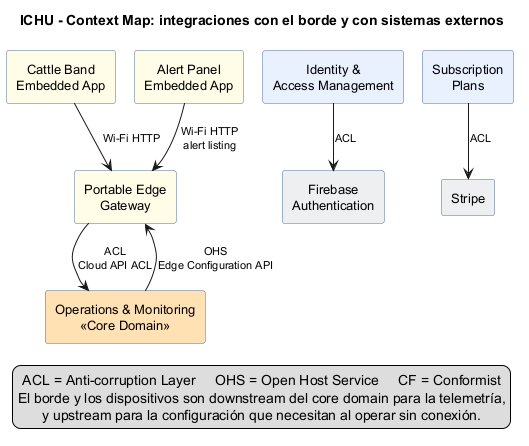 ICHU - Context Map: integraciones con el borde y con sistemas externos
Cattle Band
Embedded App
Alert Panel
Embedded App
Identity &
Access Management
Subscription
Plans
Wi-Fi HTTP
Wi-Fi HTTP
alert listing
ACL
ACL
Portable Edge
Gateway
Firebase
Authentication
Stripe
ACL
Cloud API ACL
OHS
Edge Configuration API
Operations & Monitoring
«Core Domain»
ACL = Anti-corruption Layer OHS = Open Host Service CF = Conformist
El borde y los dispositivos son downstream del core domain para la telemetría,
y upstream para la configuración que necesitan al operar sin conexión.